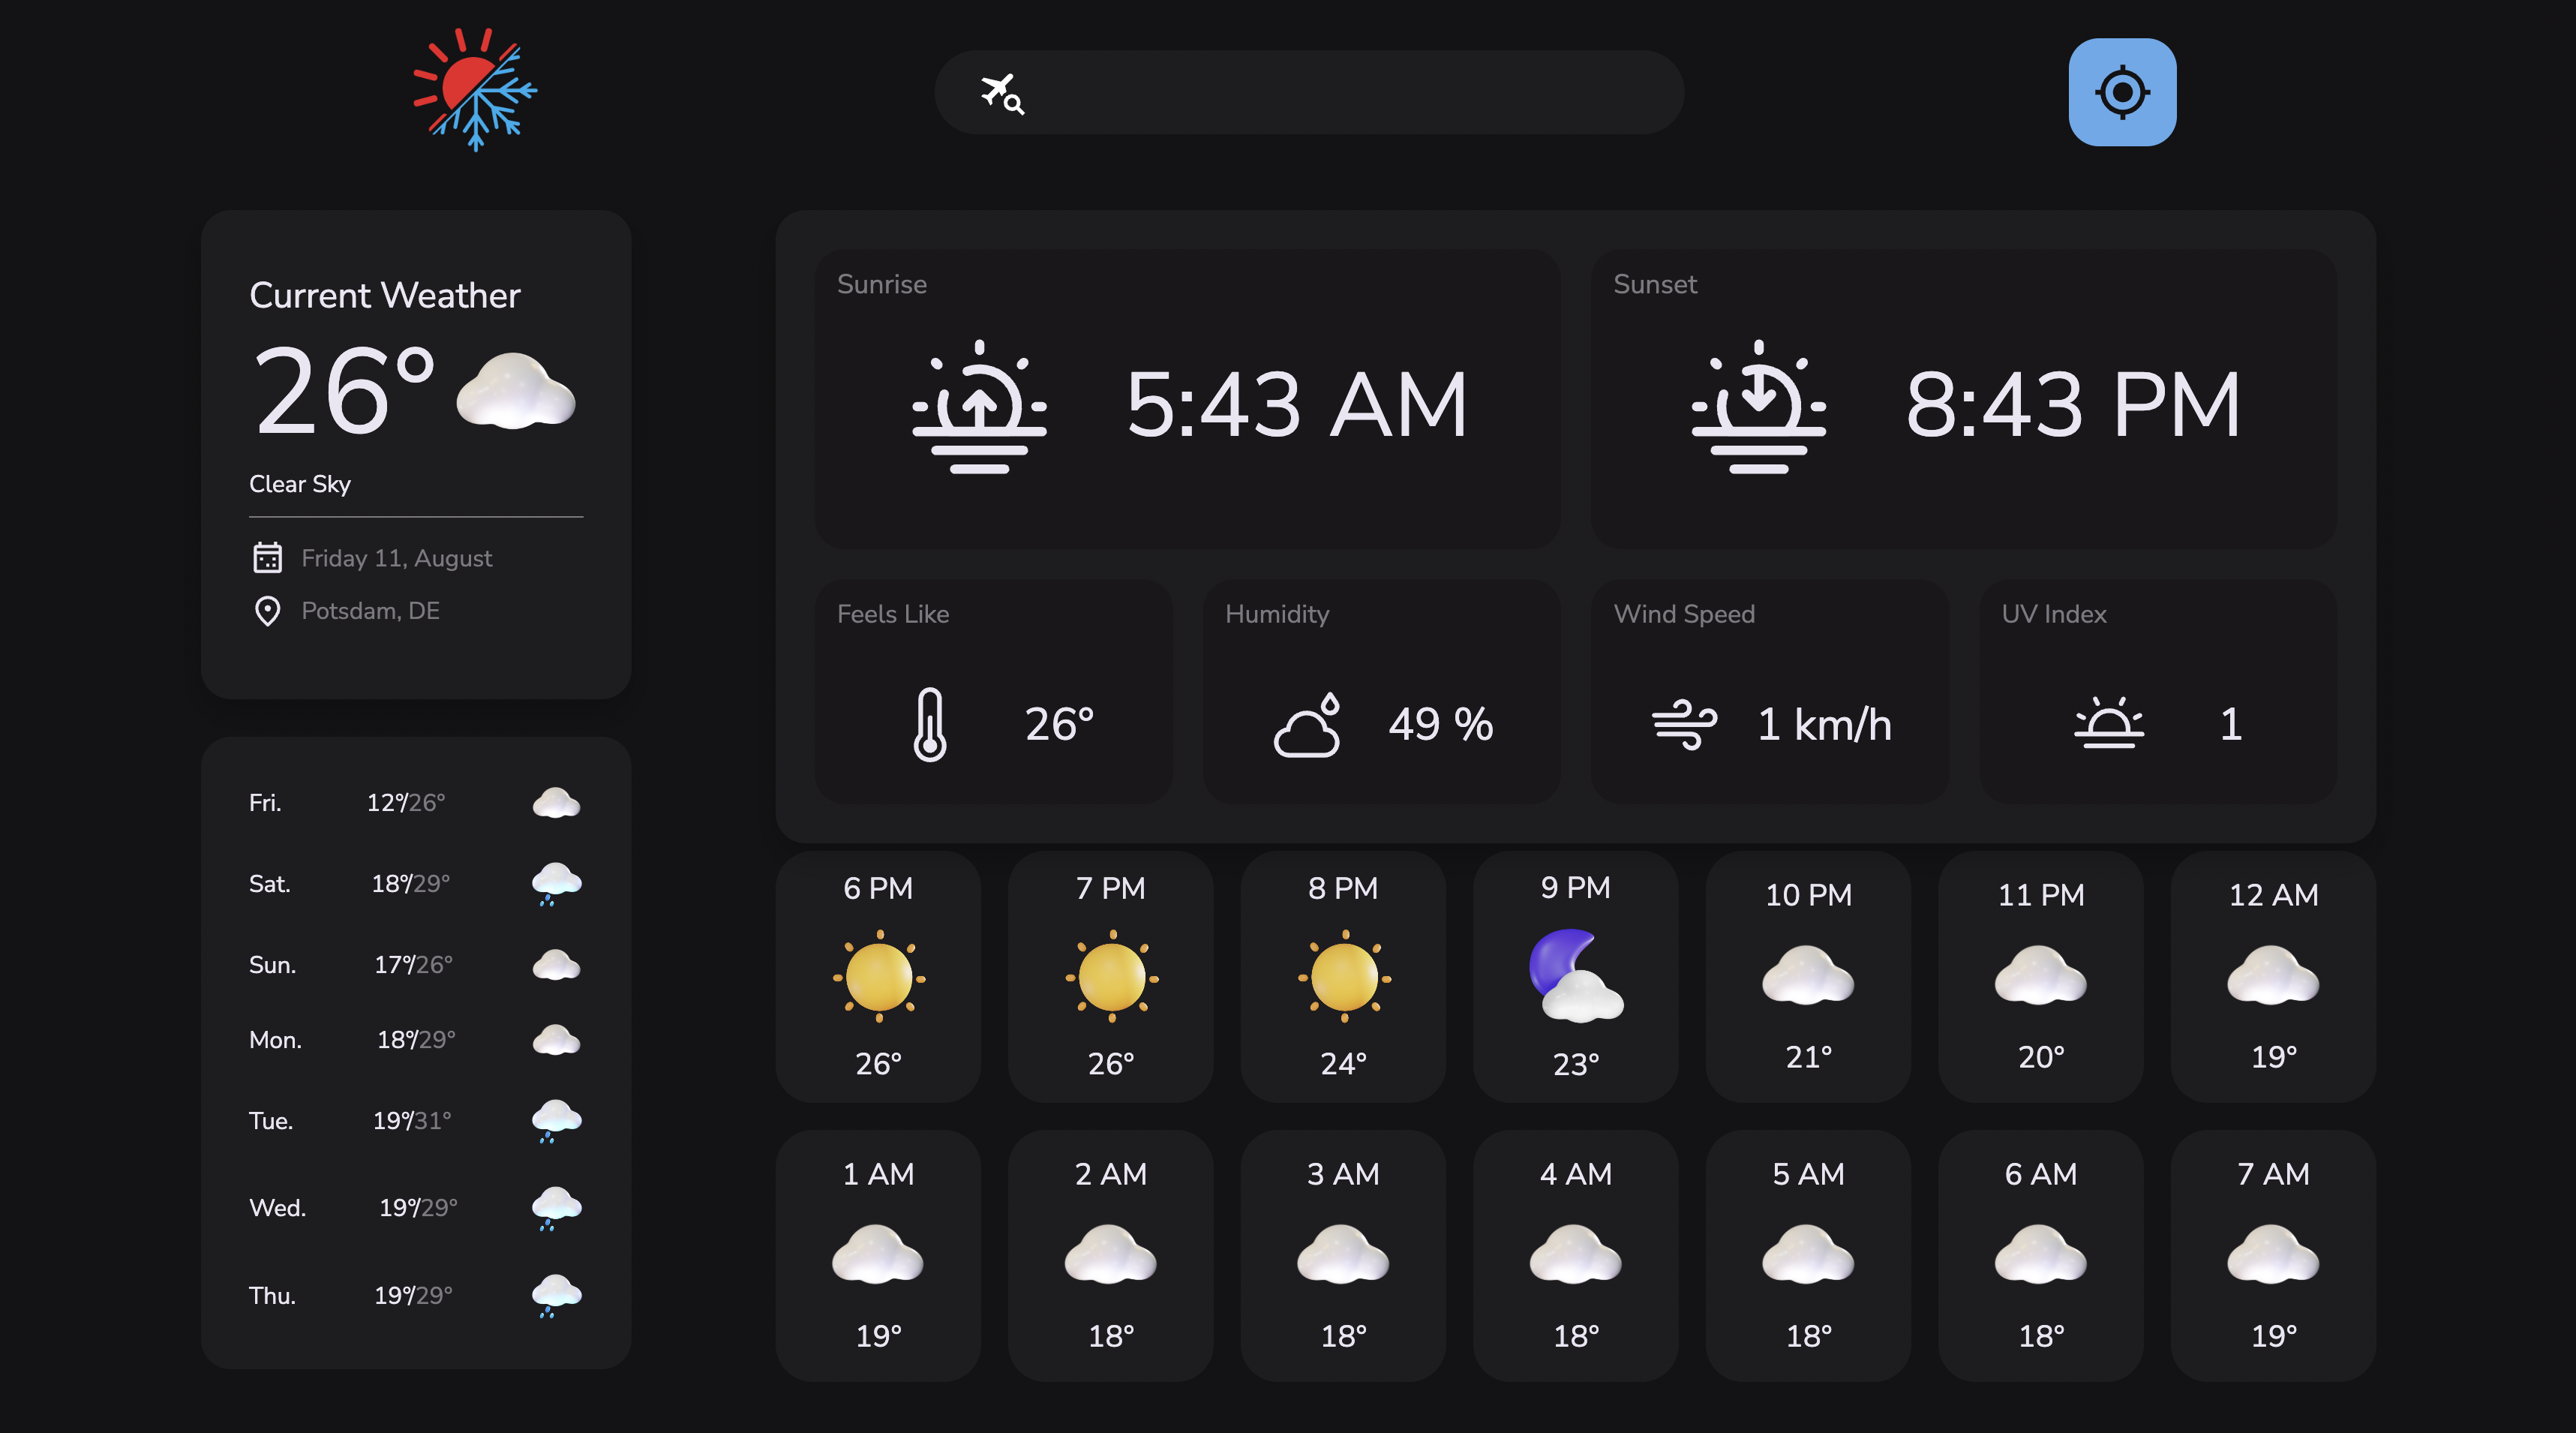 Current Weather
26°
Clear Sky
Friday 11, August
Potsdam, DE
Fri. 12°/26°
Sat. 18°/29°
Sun. 17°/26°
Mon. 18°/29°
Tue. 19°/31°
Wed. 19°/29°
Thu. 19°/29°
Sunrise
5:43 AM
Sunset
8:43 PM
Feels Like
26°
Humidity
49 %
Wind Speed
1 km/h
UV Index
1
6 PM 7 PM 8 PM 9 PM 10 PM 11 PM 12 AM
26° 26° 24° 23° 21° 20° 19°
1 AM 2 AM 3 AM 4 AM 5 AM 6 AM 7 AM
19° 18° 18° 18° 18° 18° 19°